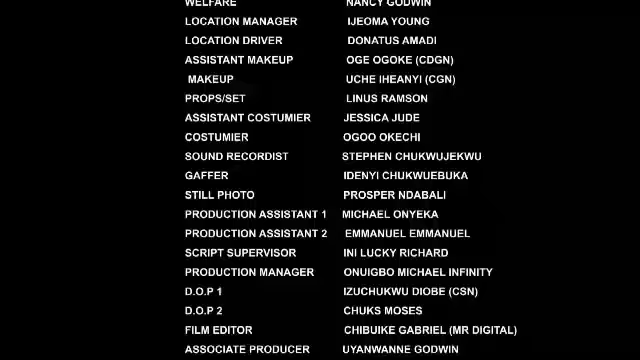 WELFARE NANCY GODWIN
LOCATION MANAGER IJEOMA YOUNG
LOCATION DRIVER DONATUS AMADI
ASSISTANT MAKEUP OGE OGOKE (CDGN)
MAKEUP UCHE IHEANYI (CGN)
PROPS/SET LINUS RAMSON
ASSISTANT COSTUMIER JESSICA JUDE
COSTUMIER OGOO OKECHI
SOUND RECORDIST STEPHEN CHUKWUJEKWU
GAFFER IDENYI CHUKWUEBUKA
STILL PHOTO PROSPER NDABALI
PRODUCTION ASSISTANT 1 MICHAEL ONYEKA
PRODUCTION ASSISTANT 2 EMMANUEL EMMANUEL
SCRIPT SUPERVISOR INI LUCKY RICHARD
PRODUCTION MANAGER ONUIGBO MICHAEL INFINITY
D.O.P 1 IZUCHUKWU DIOBE (CSN)
D.O.P 2 CHUKS MOSES
FILM EDITOR CHIBUIKE GABRIEL (MR DIGITAL)
ASSOCIATE PRODUCER UYANWANNE GODWIN